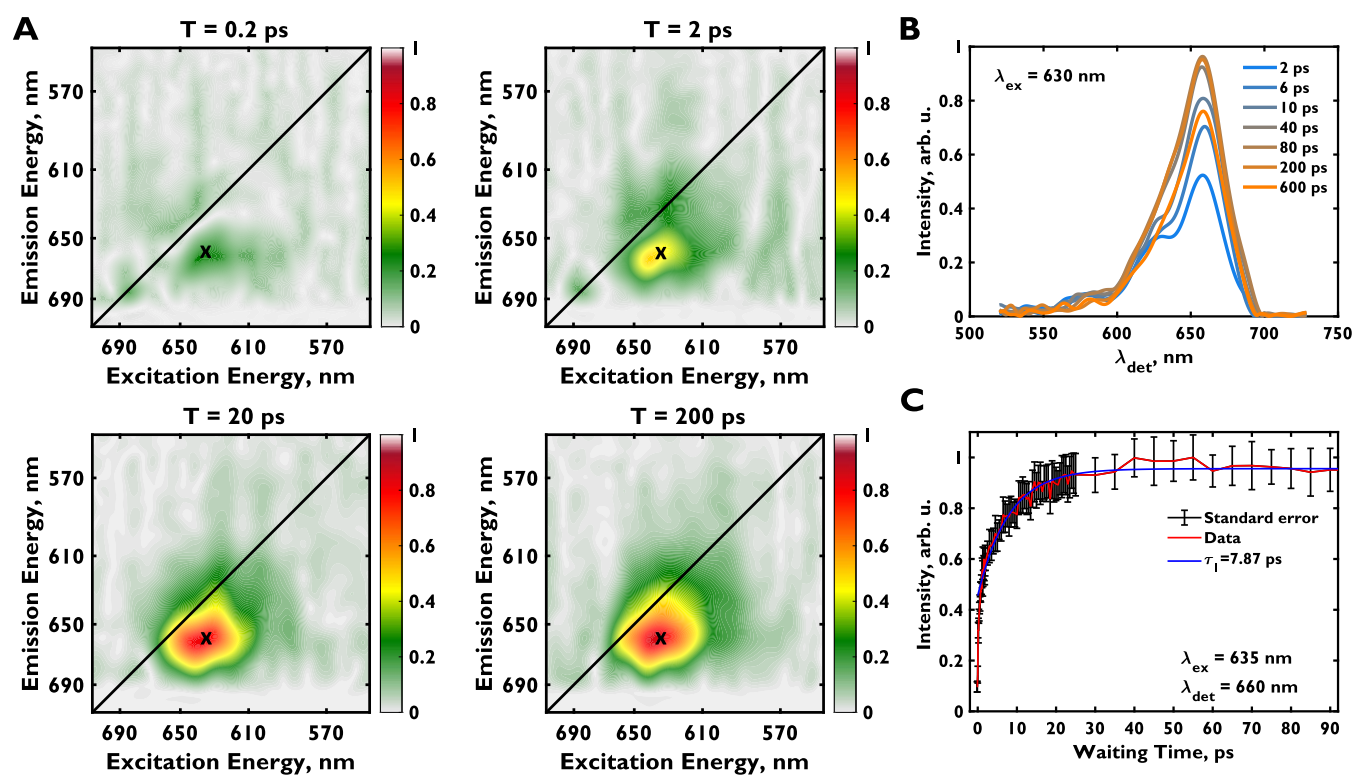 A
T = 0.2 ps
Emission Energy, nm
570
610
650
690
690 650 610 570
Excitation Energy, nm
1
0.8
0.6
0.4
0.2
0
T = 2 ps
Emission Energy, nm
570
610
650
690
690 650 610 570
Excitation Energy, nm
1
0.8
0.6
0.4
0.2
0
T = 20 ps
Emission Energy, nm
570
610
650
690
690 650 610 570
Excitation Energy, nm
1
0.8
0.6
0.4
0.2
0
T = 200 ps
Emission Energy, nm
570
610
650
690
690 650 610 570
Excitation Energy, nm
1
0.8
0.6
0.4
0.2
0
x
x
x
x
B
Intensity, arb. u.
1
0.8
0.6
0.4
0.2
0
λex = 630 nm
2 ps
6 ps
10 ps
40 ps
80 ps
200 ps
600 ps
500 550 600 650 700 750
λdet, nm
C
Intensity, arb. u.
1
0.8
0.6
0.4
0.2
0
Standard error
Data
τ1=7.87 ps
λex = 635 nm
λdet = 660 nm
0 10 20 30 40 50 60 70 80 90
Waiting Time, ps